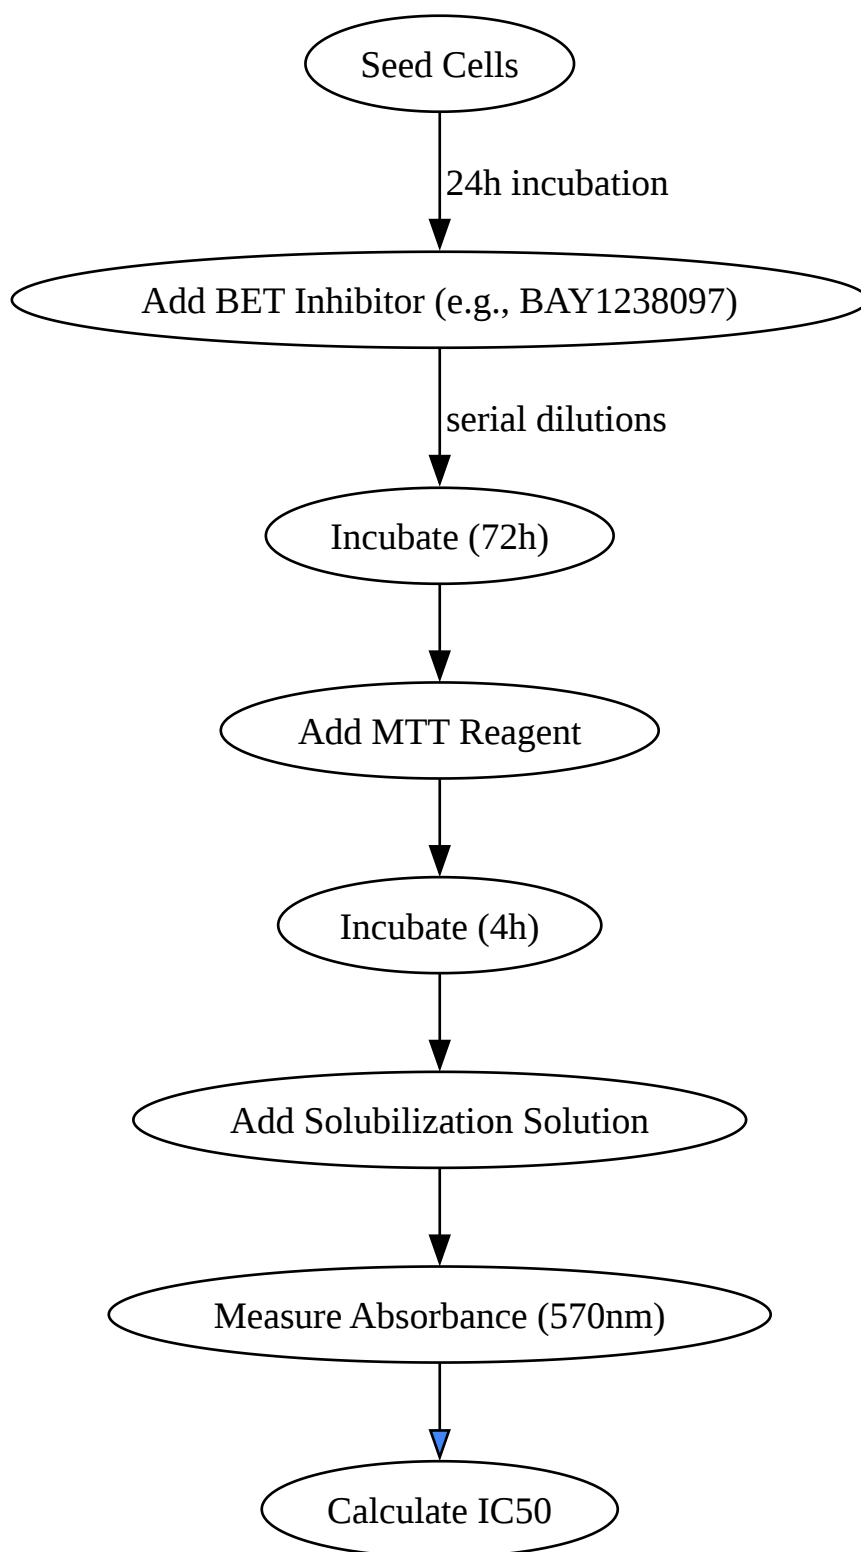 Seed Cells
24h incubation
Add BET Inhibitor (e.g., BAY1238097)
serial dilutions
Incubate (72h)
Add MTT Reagent
Incubate (4h)
Add Solubilization Solution
Measure Absorbance (570nm)
Calculate IC50